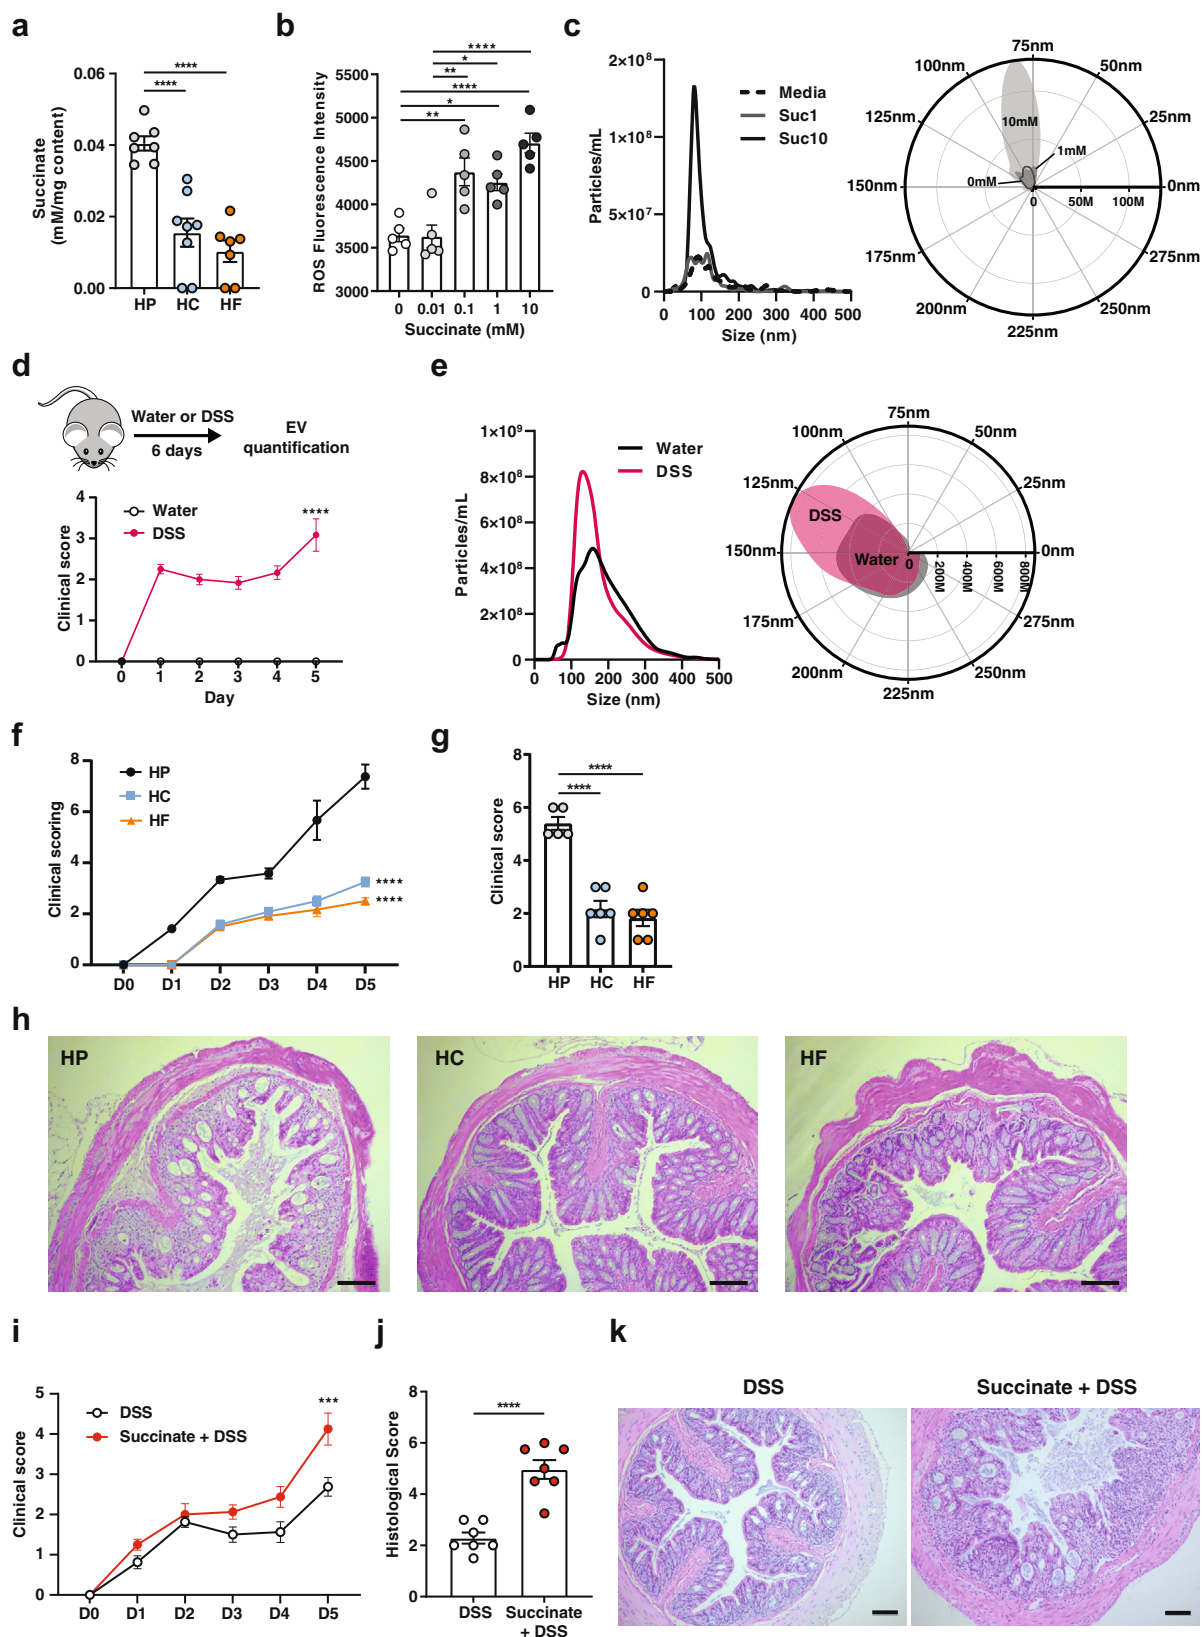 a
Succinate
(mM/mg content)
0.06
0.04
0.02
0.00
****
****
HP
HC
HF
b
ROS Fluorescence Intensity
5500
5000
4500
4000
3500
3000
****
*
**
****
*
**
0
0.01
0.1
1
10
Succinate (mM)
c
Particles/mL
2×10⁸
1×10⁸
5×10⁷
0
Media
Suc1
Suc10
0
100
200
300
400
500
Size (nm)
75nm
100nm
50nm
125nm
25nm
150nm
0nm
175nm
275nm
200nm
250nm
225nm
10mM
1mM
0mM
0
50M
100M
d
Water or DSS
6 days
EV
quantification
Clinical score
4
3
2
1
0
Water
DSS
****
0
1
2
3
4
5
Day
e
Particles/mL
1×10⁹
8×10⁸
6×10⁸
4×10⁸
2×10⁸
0
Water
DSS
0
100
200
300
400
500
Size (nm)
75nm
100nm
50nm
125nm
25nm
150nm
0nm
175nm
275nm
200nm
250nm
225nm
DSS
Water
0
200M
400M
600M
800M
f
Clinical scoring
8
6
4
2
0
HP
HC
HF
****
****
D0
D1
D2
D3
D4
D5
g
Clinical score
8
6
4
2
0
****
****
HP
HC
HF
h
HP
HC
HF
i
Clinical score
5
4
3
2
1
0
DSS
Succinate + DSS
***
D0
D1
D2
D3
D4
D5
j
Histological Score
8
6
4
2
0
****
DSS
Succinate
+ DSS
k
DSS
Succinate + DSS